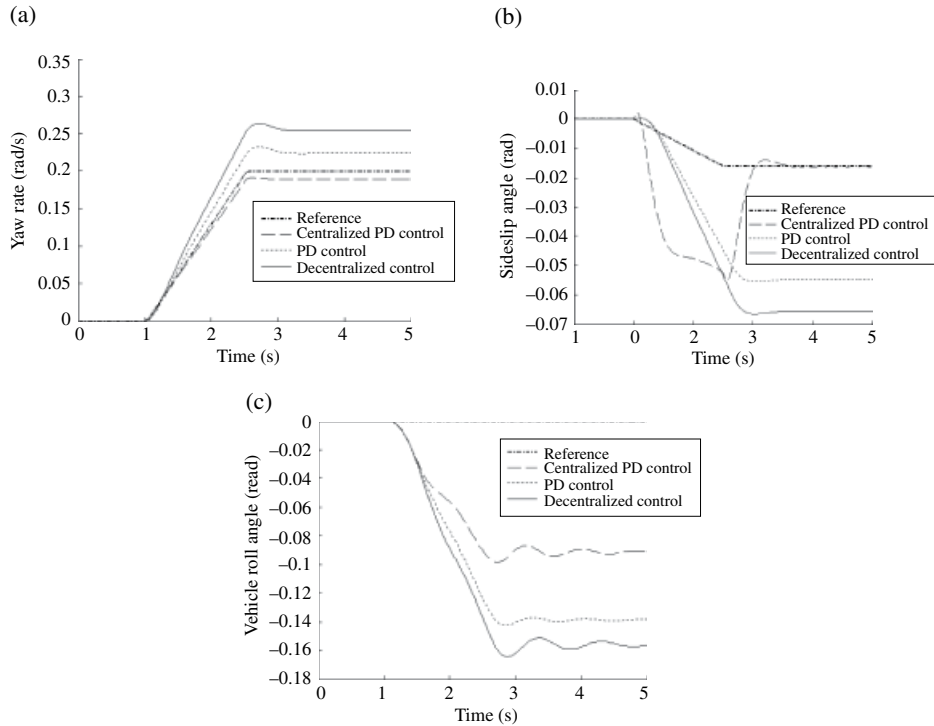 (a)
0.35
0.3
0.25
0.2
0.15
0.1
0.05
0
Yaw rate (rad/s)
Reference
Centralized PD control
PD control
Decentralized control
0 1 2 3 4 5
Time (s)
(b)
0.01
0
−0.01
−0.02
−0.03
−0.04
−0.05
−0.06
−0.07
Sideslip angle (rad)
Reference
Centralized PD control
PD control
Decentralized control
1 0 1 2 3 4 5
Time (s)
(c)
0
−0.02
−0.04
−0.06
−0.08
−0.1
−0.12
−0.14
−0.16
−0.18
Vehicle roll angle (read)
Reference
Centralized PD control
PD control
Decentralized control
0 1 2 3 4 5
Time (s)